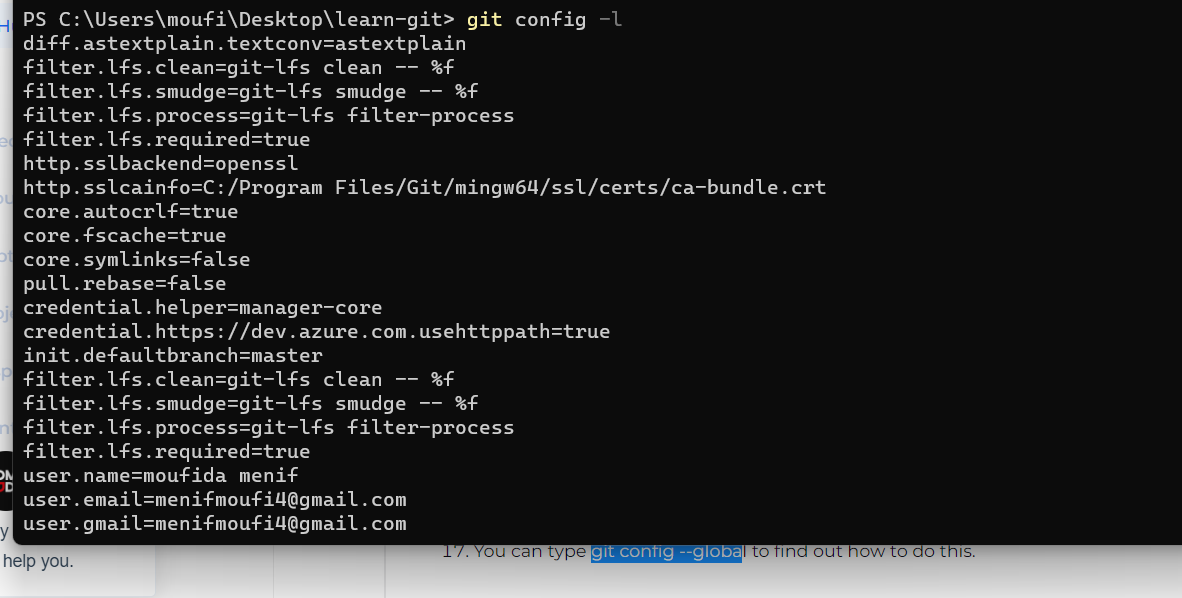 PS C:\Users\moufi\Desktop\learn-git> git config -l
diff.astextplain.textconv=astextplain
filter.lfs.clean=git-lfs clean -- %f
filter.lfs.smudge=git-lfs smudge -- %f
filter.lfs.process=git-lfs filter-process
filter.lfs.required=true
http.sslbackend=openssl
http.sslcainfo=C:/Program Files/Git/mingw64/ssl/certs/ca-bundle.crt
core.autocrlf=true
core.fscache=true
core.symlinks=false
pull.rebase=false
credential.helper=manager-core
credential.https://dev.azure.com.usehttppath=true
init.defaultbranch=master
filter.lfs.clean=git-lfs clean -- %f
filter.lfs.smudge=git-lfs smudge -- %f
filter.lfs.process=git-lfs filter-process
filter.lfs.required=true
user.name=moufida menif
user.email=menifmoufi4@gmail.com
user.gmail=menifmoufi4@gmail.com
17. You can type git config --global to find out how to do this.
help you.